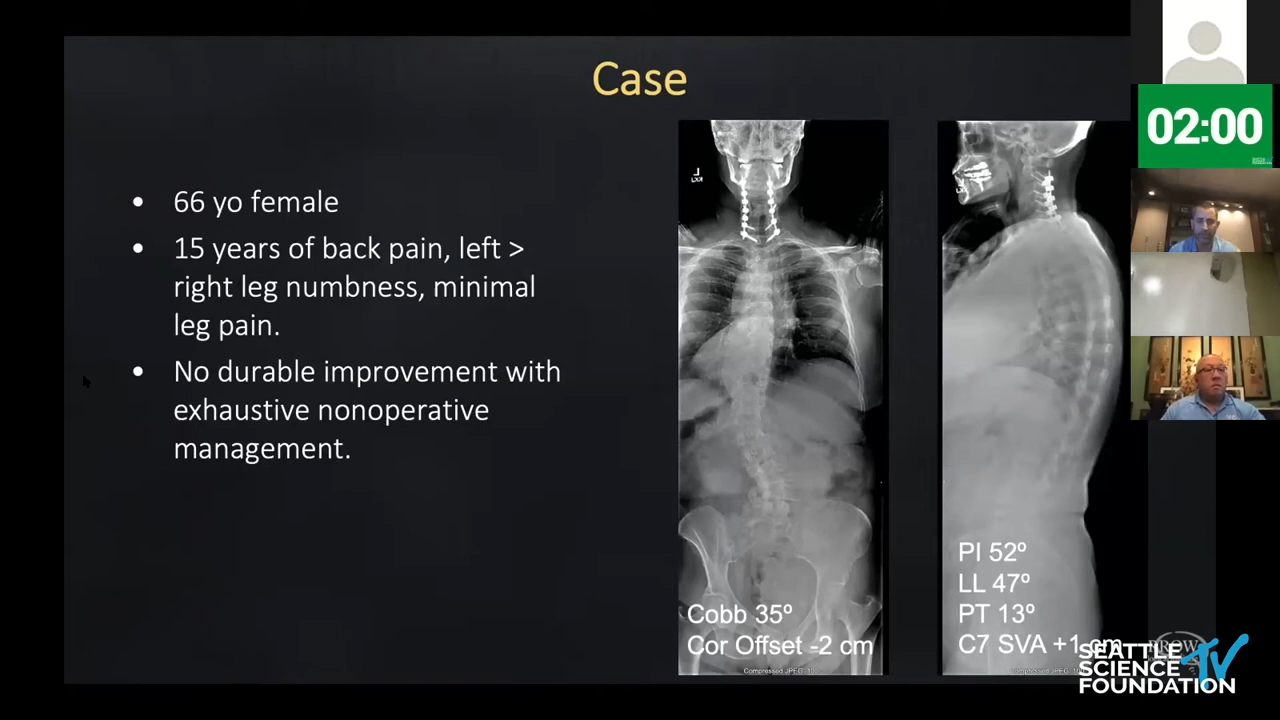 Case
02:00
• 66 yo female
• 15 years of back pain, left >
right leg numbness, minimal
leg pain.
• No durable improvement with
exhaustive nonoperative
management.
L
Cobb 35º
Cor Offset -2 cm
PI 52º
LL 47º
PT 13º
C7 SVA +1 cm
SEATTLE
SCIENCE
FOUNDATION
TV